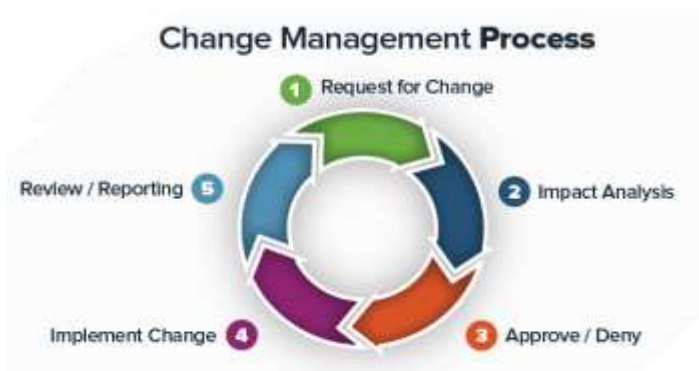 Change Management Process
1 Request for Change
2 Impact Analysis
3 Approve / Deny
4 Implement Change
5 Review / Reporting